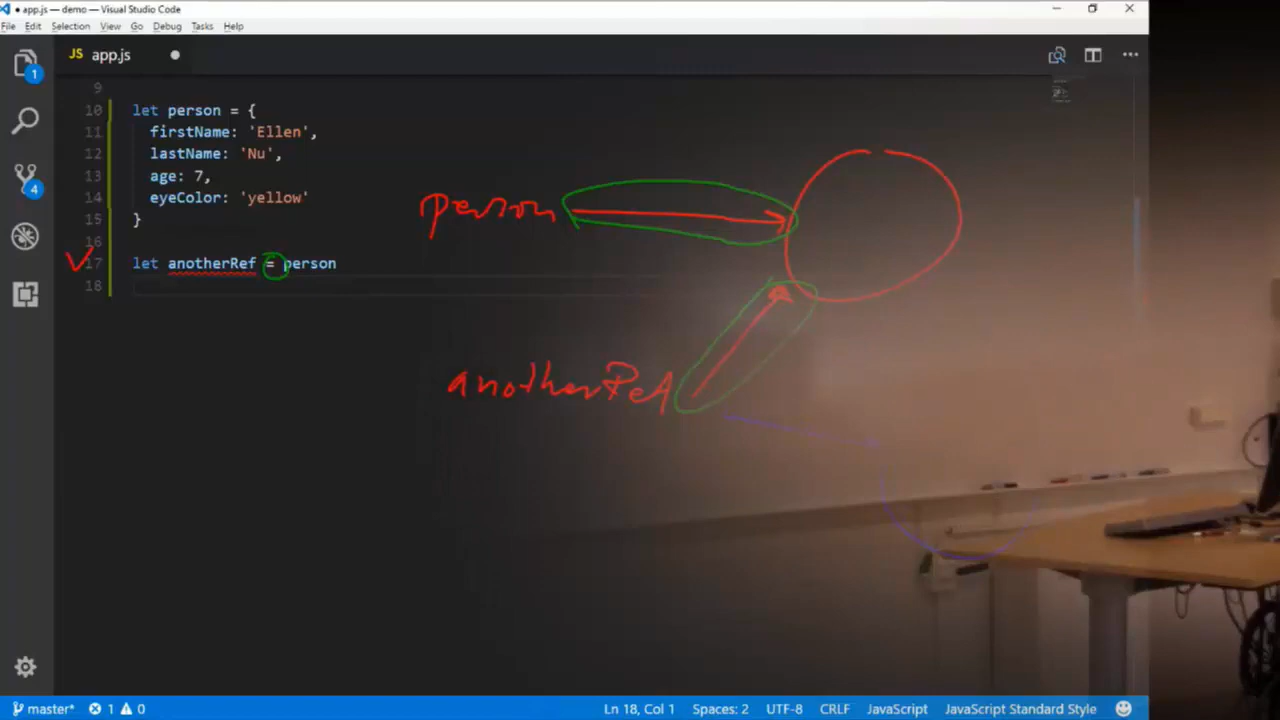 ● app.js — demo — Visual Studio Code
File Edit Selection View Go Debug Tasks Help
JS app.js ●
1
4
9
10 let person = {
11 firstName: 'Ellen',
12 lastName: 'Nu',
13 age: 7,
14 eyeColor: 'yellow'
15 }
16
17 let anotherRef = person
18
person
anotherRef
master* 1 0 Ln 18, Col 1 Spaces: 2 UTF-8 CRLF JavaScript JavaScript Standard Style